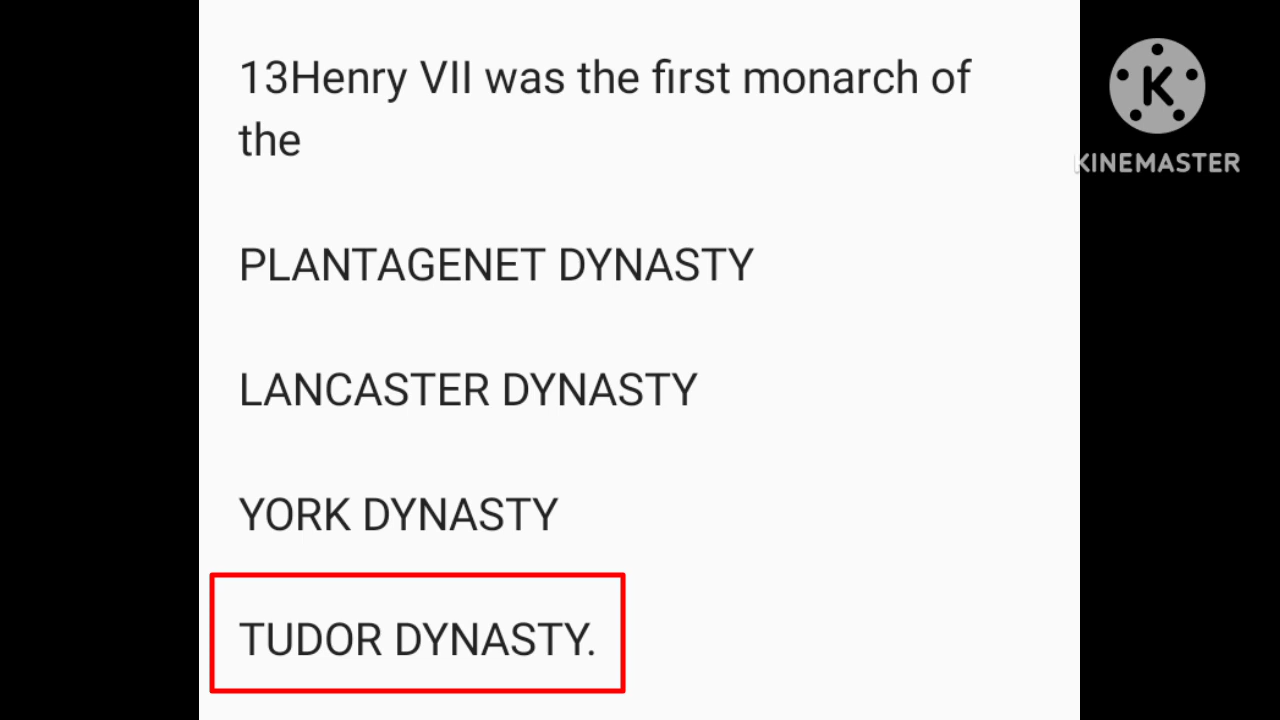 13Henry VII was the first monarch of
the
PLANTAGENET DYNASTY
LANCASTER DYNASTY
YORK DYNASTY
TUDOR DYNASTY.
K
KINEMASTER